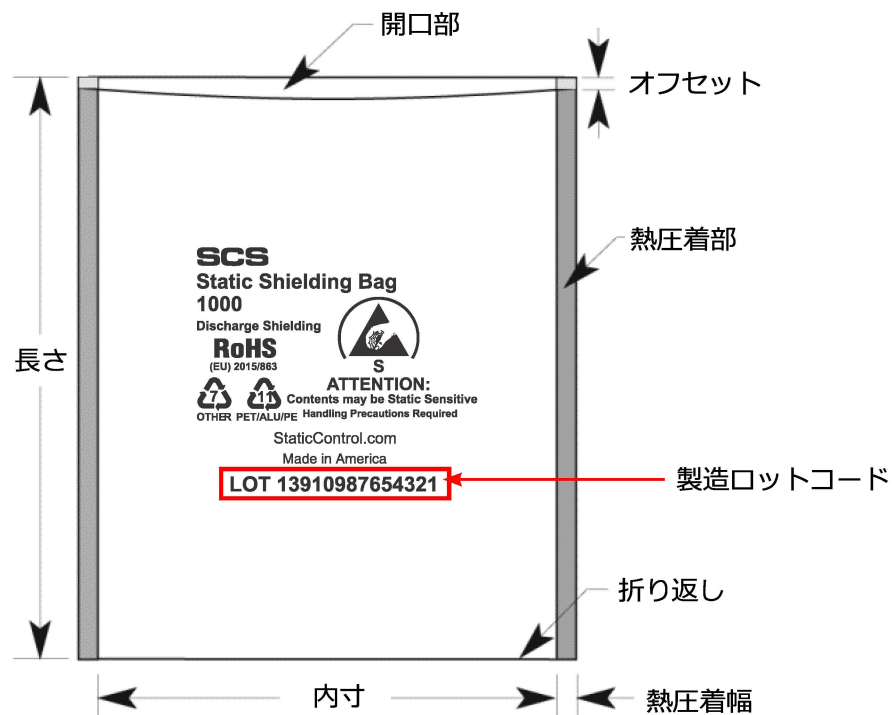 開口部
オフセット
熱圧着部
長さ
SCS
Static Shielding Bag
1000
Discharge Shielding
RoHS
(EU) 2015/863
7
OTHER
11
PET/ALU/PE
S
ATTENTION:
Contents may be Static Sensitive
Handling Precautions Required
StaticControl.com
Made in America
LOT 13910987654321
製造ロットコード
折り返し
内寸
熱圧着幅